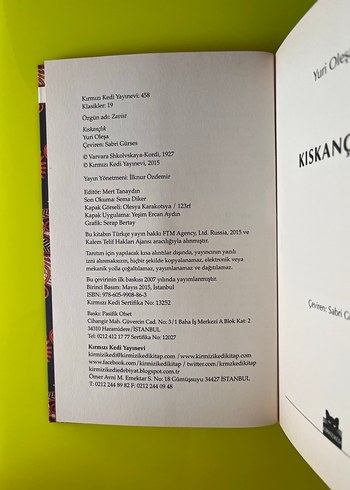 Kırmızı Kedi Yayınevi: 458
Klasikler: 19
Özgün adı: Zavist
Kıskançlık
Yuri Oleşa
Çeviren: Sabri Gürses
© Varvara Shkolvskaya-Kordi, 1927
© Kırmızı Kedi Yayınevi, 2015
Yayın Yönetmeni: İlknur Özdemir
Editör: Mert Tanaydın
Son Okuma: Sema Diker
Kapak Görseli: Olesya Karakotsya / 123rf
Kapak Uygulama: Yeşim Ercan Aydın
Grafik: Serap Bertay
Bu kitabın Türkçe yayın hakkı FTM Agency, Ltd. Russia, 2015 ve
Kalem Telif Hakları Ajansı aracılığıyla alınmıştır.
Tanıtım için yapılacak kısa alıntılar dışında, yayıncının yazılı
izni alınmaksızın, hiçbir şekilde kopyalanamaz, elektronik veya
mekanik yolla çoğaltılamaz, yayımlanamaz ve dağıtılamaz.
Bu çevirinin ilk baskısı 2007 yılında yayımlanmıştır.
Birinci Basım: Mayıs 2015, İstanbul
ISBN: 978-605-9908-86-3
Kırmızı Kedi Sertifika No: 13252
Baskı: Pasifik Ofset
Cihangir Mah. Güvercin Cad. No: 3/1 Baha İş Merkezi A Blok Kat: 2
34310 Haramidere/İSTANBUL
Tel: 0212 412 17 77 Sertifika No: 12027
Kırmızı Kedi Yayınevi
kirmizikedi@kirmizikedikitap.com / www.kirmizikedikitap.com
www.facebook.com/kirmizikedikitap / twitter.com/krmzkedikitap
kirmizikediedebiyat.blogspot.com.tr
Ömer Avni M. Emektar S. No: 18 Gümüşsuyu 34427 İSTANBUL
T: 0212 244 89 82 F: 0212 244 09 48
Yuri Oleşa
KISKANÇ
Çeviren: Sabri G